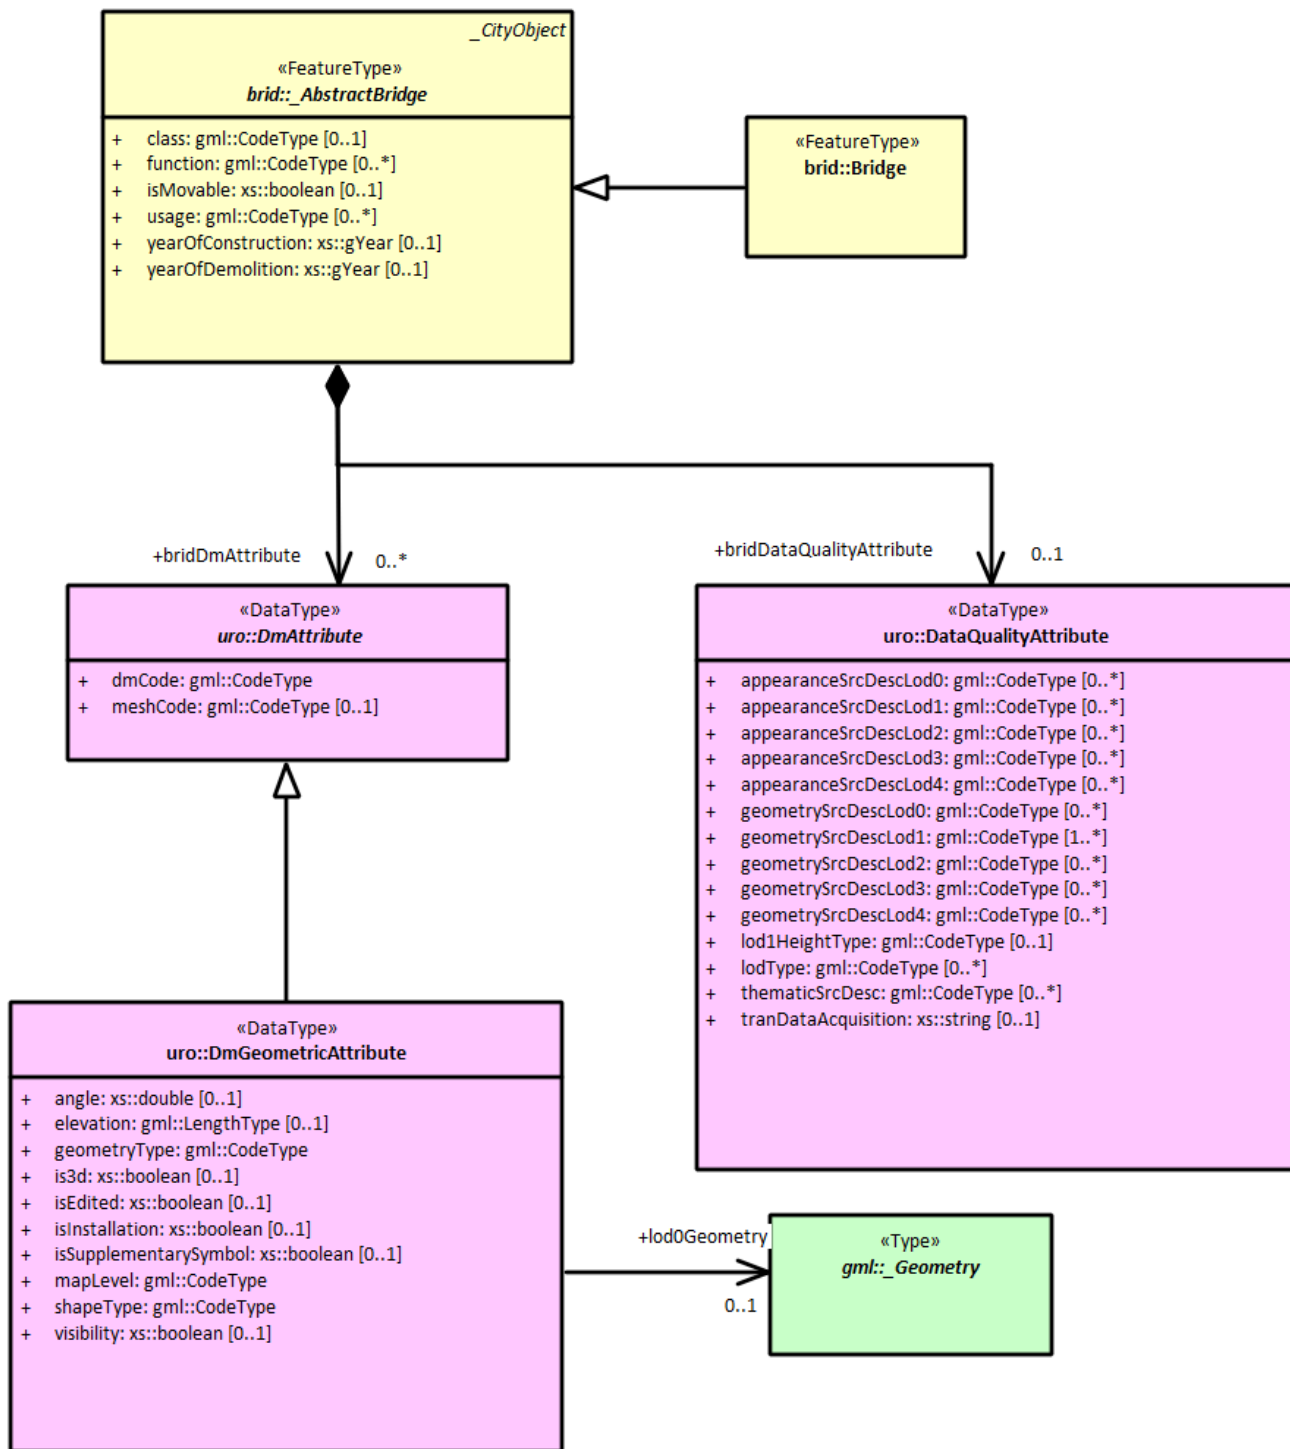 _CityObject
«FeatureType»
brid::_AbstractBridge
+ class: gml::CodeType [0..1]
+ function: gml::CodeType [0..*]
+ isMovable: xs::boolean [0..1]
+ usage: gml::CodeType [0..*]
+ yearOfConstruction: xs::gYear [0..1]
+ yearOfDemolition: xs::gYear [0..1]
«FeatureType»
brid::Bridge
+bridDmAttribute
0..*
+bridDataQualityAttribute
0..1
«DataType»
uro::DmAttribute
+ dmCode: gml::CodeType
+ meshCode: gml::CodeType [0..1]
«DataType»
uro::DataQualityAttribute
+ appearanceSrcDescLod0: gml::CodeType [0..*]
+ appearanceSrcDescLod1: gml::CodeType [0..*]
+ appearanceSrcDescLod2: gml::CodeType [0..*]
+ appearanceSrcDescLod3: gml::CodeType [0..*]
+ appearanceSrcDescLod4: gml::CodeType [0..*]
+ geometrySrcDescLod0: gml::CodeType [0..*]
+ geometrySrcDescLod1: gml::CodeType [1..*]
+ geometrySrcDescLod2: gml::CodeType [0..*]
+ geometrySrcDescLod3: gml::CodeType [0..*]
+ geometrySrcDescLod4: gml::CodeType [0..*]
+ lod1HeightType: gml::CodeType [0..1]
+ lodType: gml::CodeType [0..*]
+ thematicSrcDesc: gml::CodeType [0..*]
+ tranDataAcquisition: xs::string [0..1]
«DataType»
uro::DmGeometricAttribute
+ angle: xs::double [0..1]
+ elevation: gml::LengthType [0..1]
+ geometryType: gml::CodeType
+ is3d: xs::boolean [0..1]
+ isEdited: xs::boolean [0..1]
+ isInstallation: xs::boolean [0..1]
+ isSupplementarySymbol: xs::boolean [0..1]
+ mapLevel: gml::CodeType
+ shapeType: gml::CodeType
+ visibility: xs::boolean [0..1]
+lod0Geometry
0..1
«Type»
gml::_Geometry